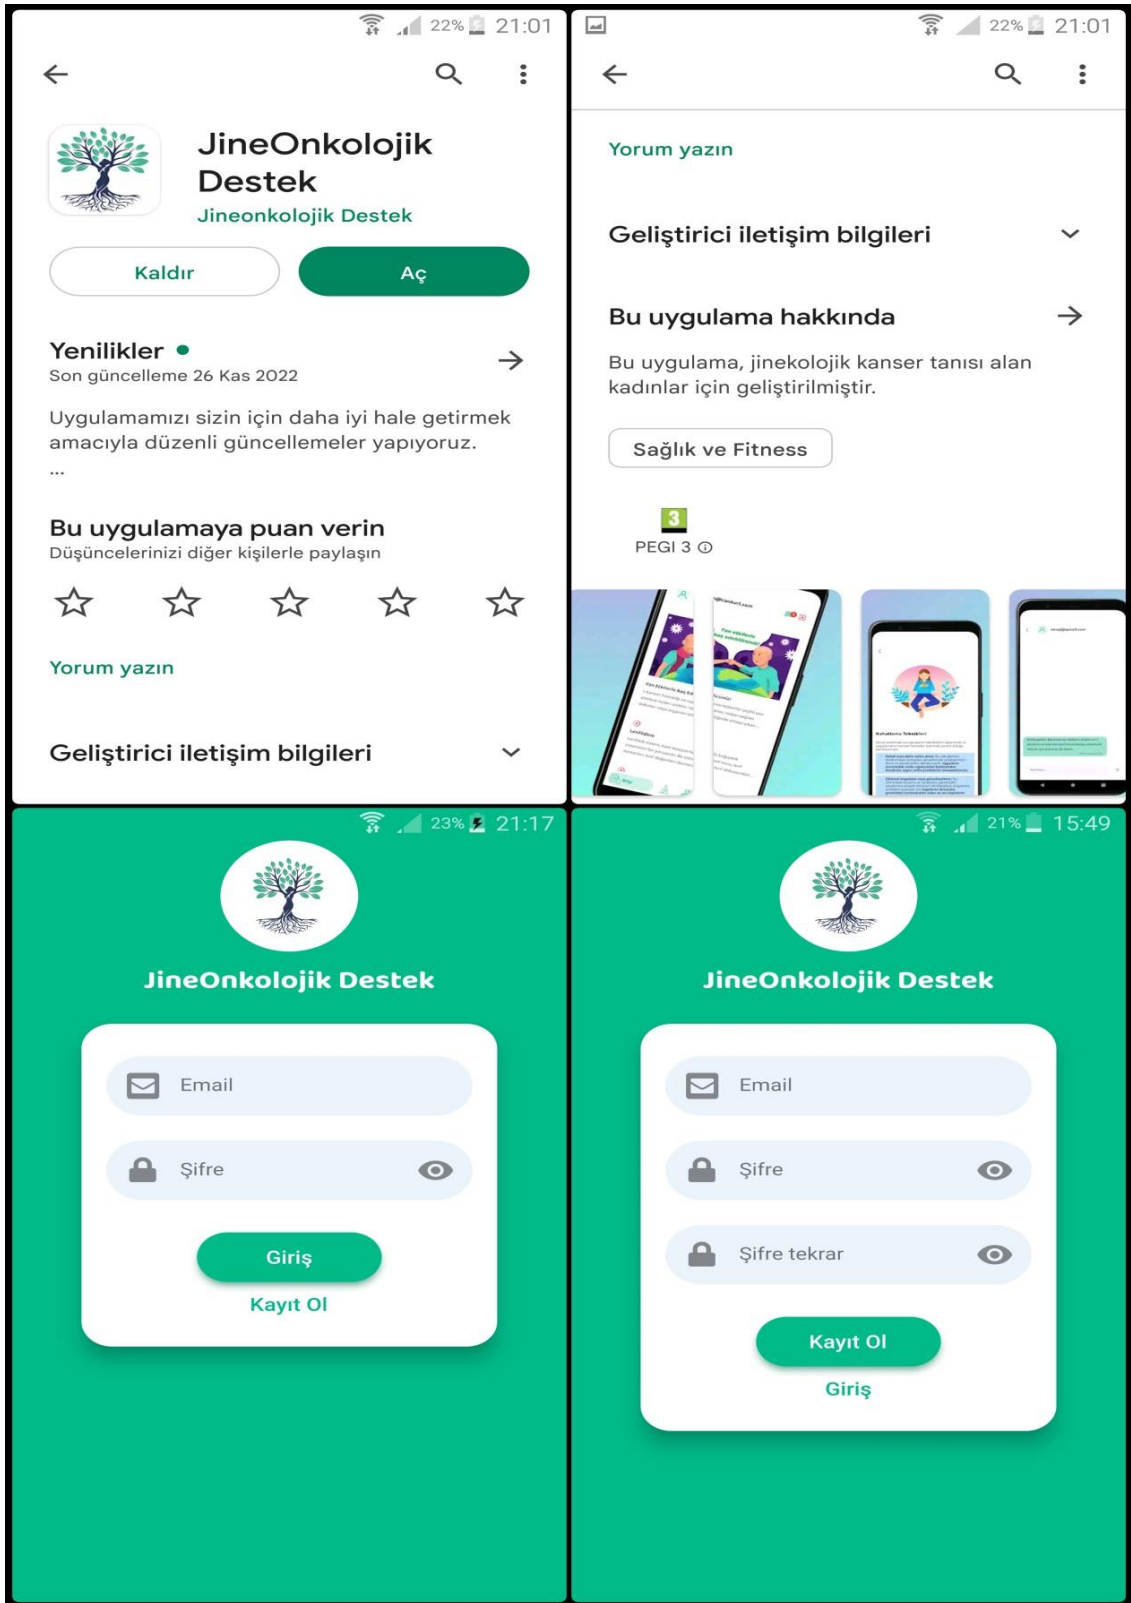 22% 21:01
JineOnkolojik
Destek
Jineonkolojik Destek
Kaldır Aç
Yenilikler
Son güncelleme 26 Kas 2022
Uygulamamızı sizin için daha iyi hale getirmek
amacıyla düzenli güncellemeler yapıyoruz.
...
Bu uygulamaya puan verin
Düşüncelerinizi diğer kişilerle paylaşın
Yorum yazın
Geliştirici iletişim bilgileri
22% 21:01
Yorum yazın
Geliştirici iletişim bilgileri
Bu uygulama hakkında
Bu uygulama, jinekolojik kanser tanısı alan
kadınlar için geliştirilmiştir.
Sağlık ve Fitness
3
PEGI 3
23% 21:17
JineOnkolojik Destek
Email
Şifre
Giriş
Kayıt Ol
21% 15:49
JineOnkolojik Destek
Email
Şifre
Şifre tekrar
Kayıt Ol
Giriş